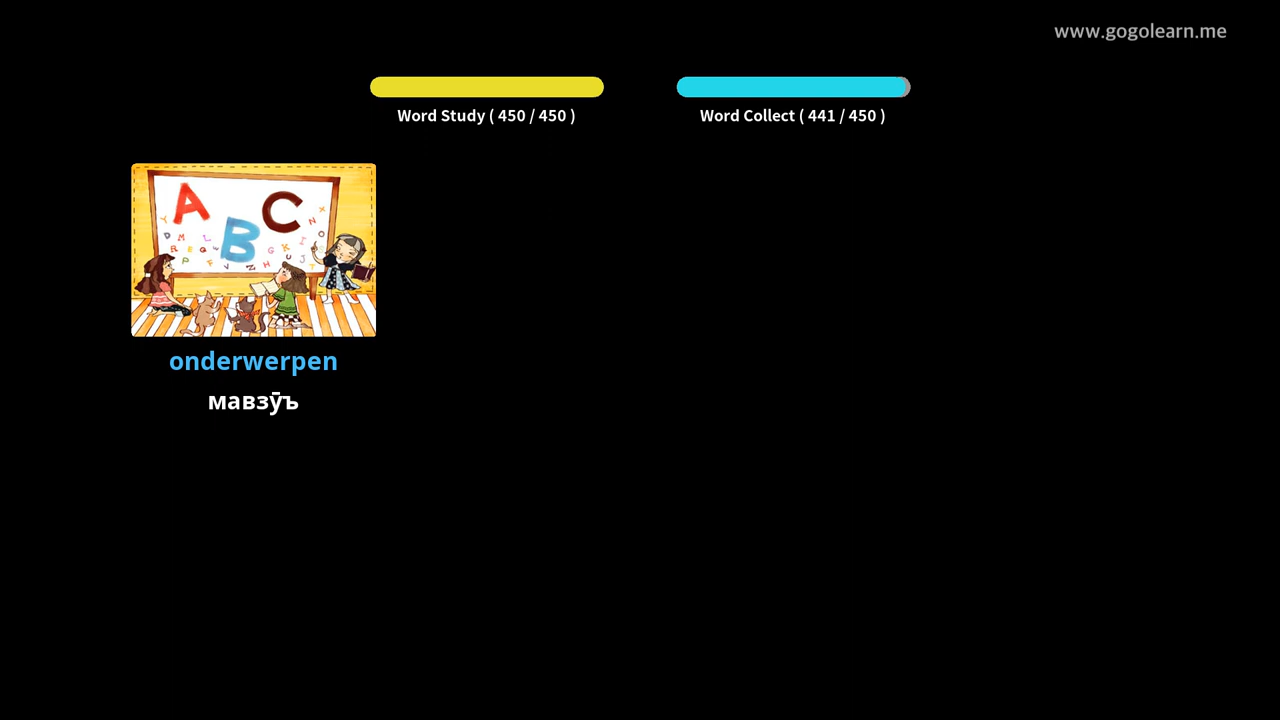 www.gogolearn.me
Word Study ( 450 / 450 )
Word Collect ( 441 / 450 )
A
B
C
onderwerpen
мавзӯъ